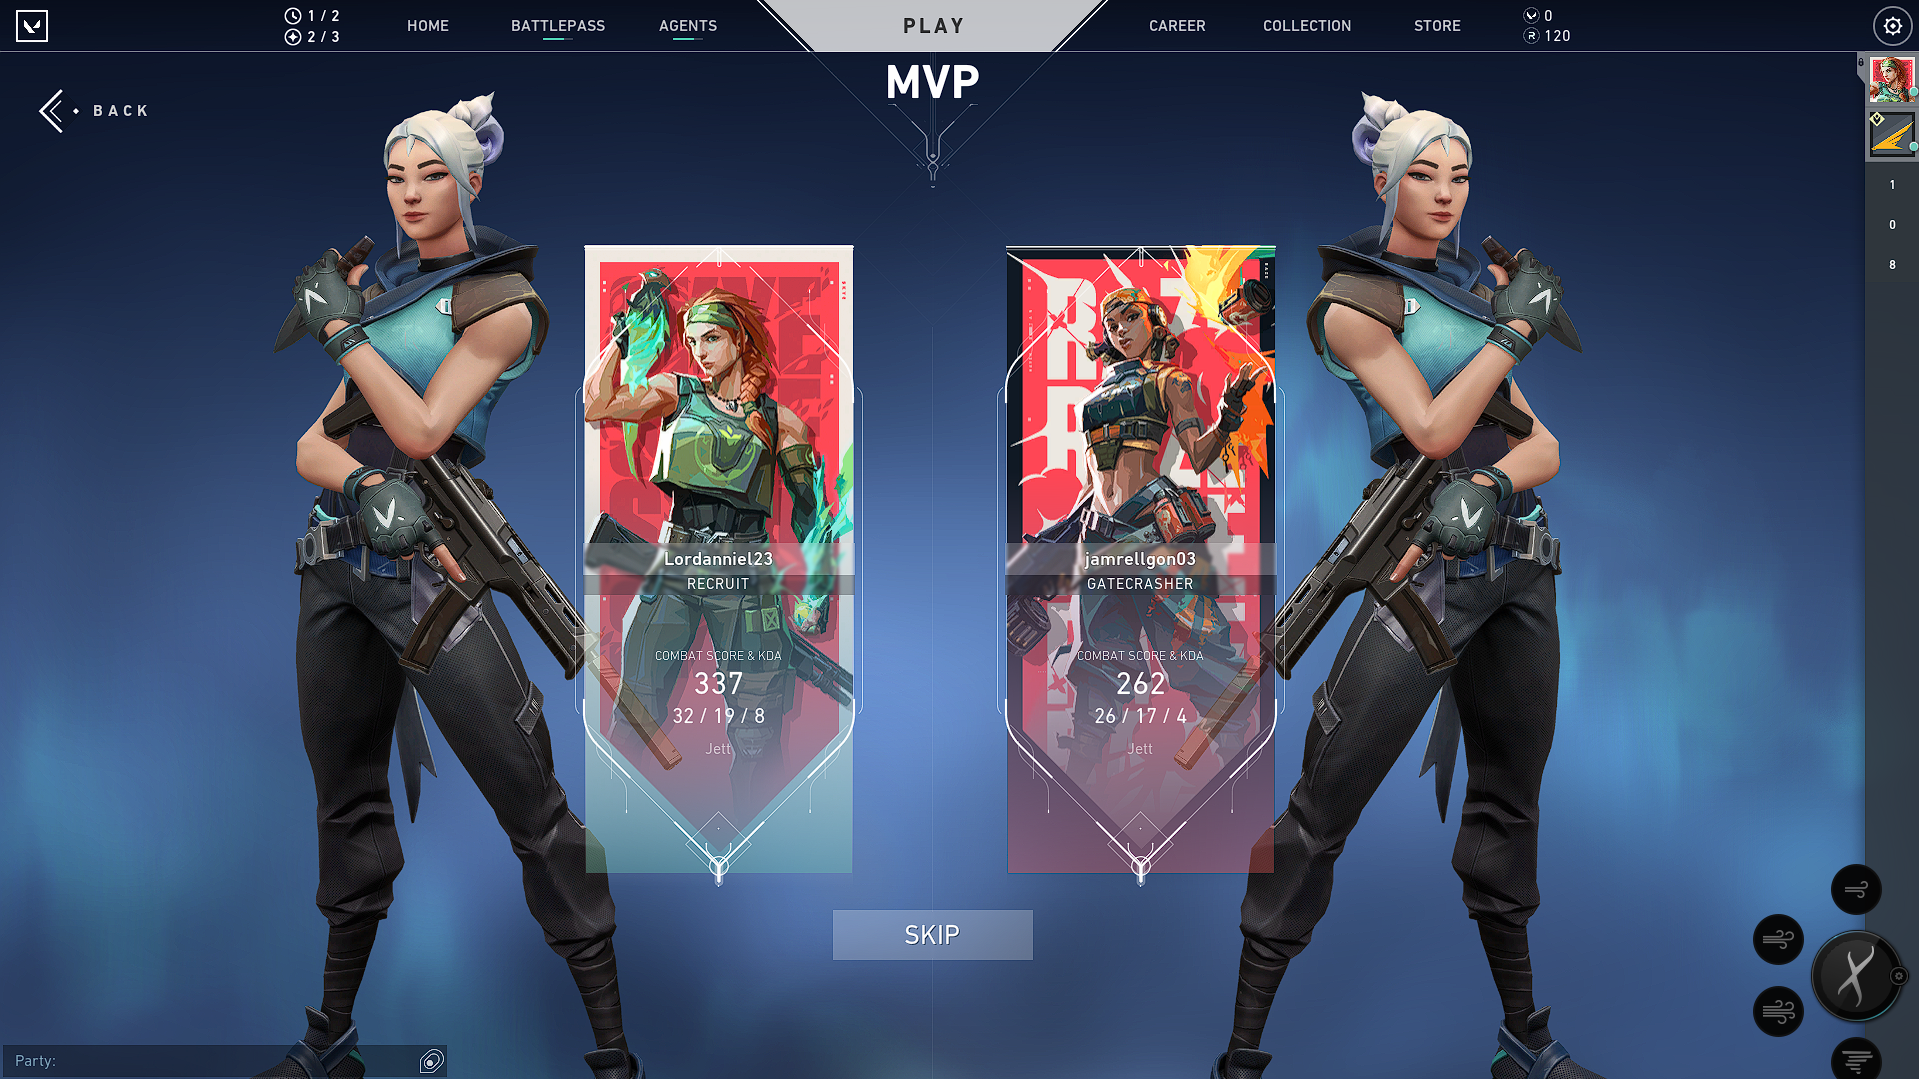 1 / 2
2 / 3
HOME
BATTLEPASS
AGENTS
PLAY
CAREER
COLLECTION
STORE
0
R 120
BACK
MVP
SKYE
RAZE
Lordanniel23
RECRUIT
COMBAT SCORE & KDA
337
32 / 19 / 8
Jett
jamrellgon03
GATECRASHER
COMBAT SCORE & KDA
262
26 / 17 / 4
Jett
SKIP
1
0
8
Party: